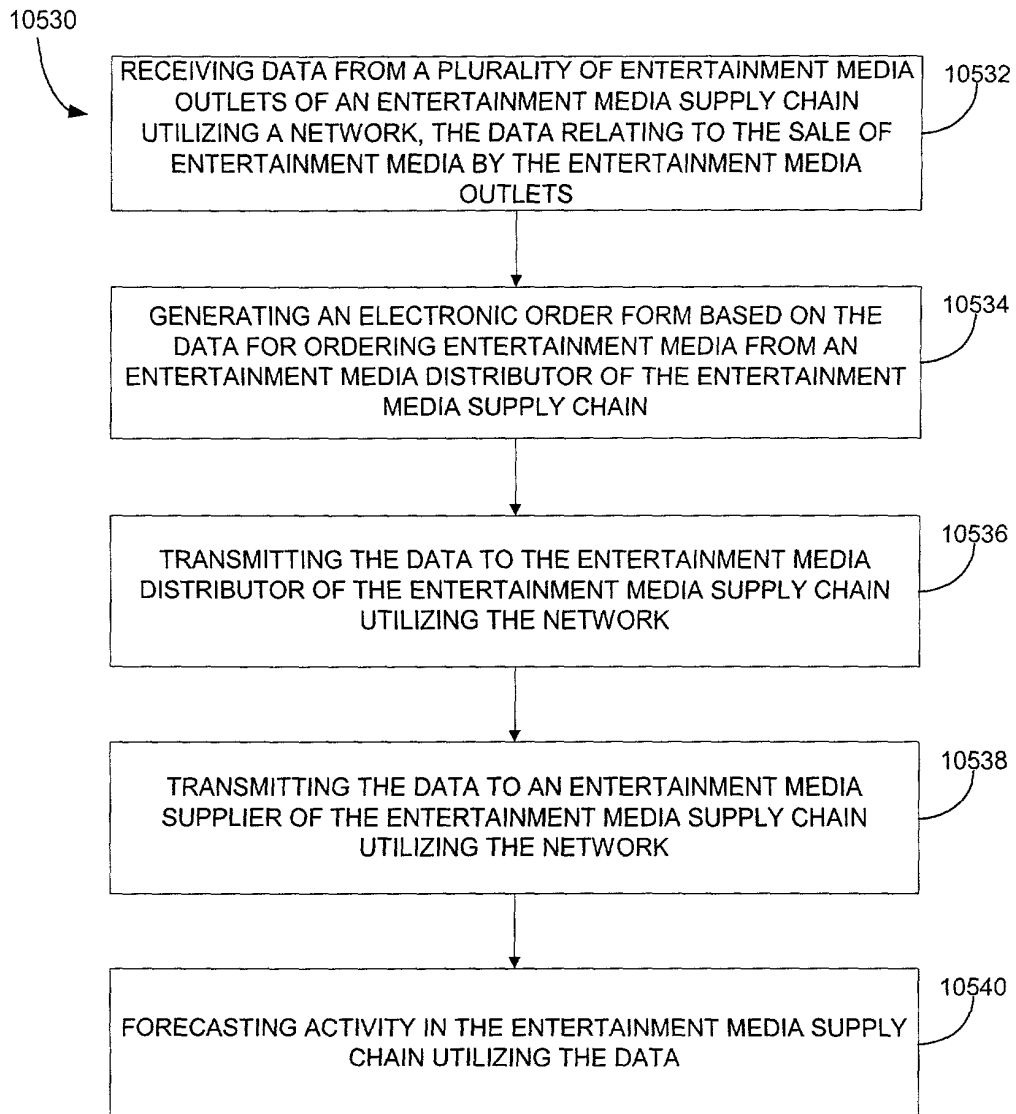 10530
RECEIVING DATA FROM A PLURALITY OF ENTERTAINMENT MEDIA
OUTLETS OF AN ENTERTAINMENT MEDIA SUPPLY CHAIN
UTILIZING A NETWORK, THE DATA RELATING TO THE SALE OF
ENTERTAINMENT MEDIA BY THE ENTERTAINMENT MEDIA
OUTLETS
10532
GENERATING AN ELECTRONIC ORDER FORM BASED ON THE
DATA FOR ORDERING ENTERTAINMENT MEDIA FROM AN
ENTERTAINMENT MEDIA DISTRIBUTOR OF THE ENTERTAINMENT
MEDIA SUPPLY CHAIN
10534
TRANSMITTING THE DATA TO THE ENTERTAINMENT MEDIA
DISTRIBUTOR OF THE ENTERTAINMENT MEDIA SUPPLY CHAIN
UTILIZING THE NETWORK
10536
TRANSMITTING THE DATA TO AN ENTERTAINMENT MEDIA
SUPPLIER OF THE ENTERTAINMENT MEDIA SUPPLY CHAIN
UTILIZING THE NETWORK
10538
FORECASTING ACTIVITY IN THE ENTERTAINMENT MEDIA SUPPLY
CHAIN UTILIZING THE DATA
10540